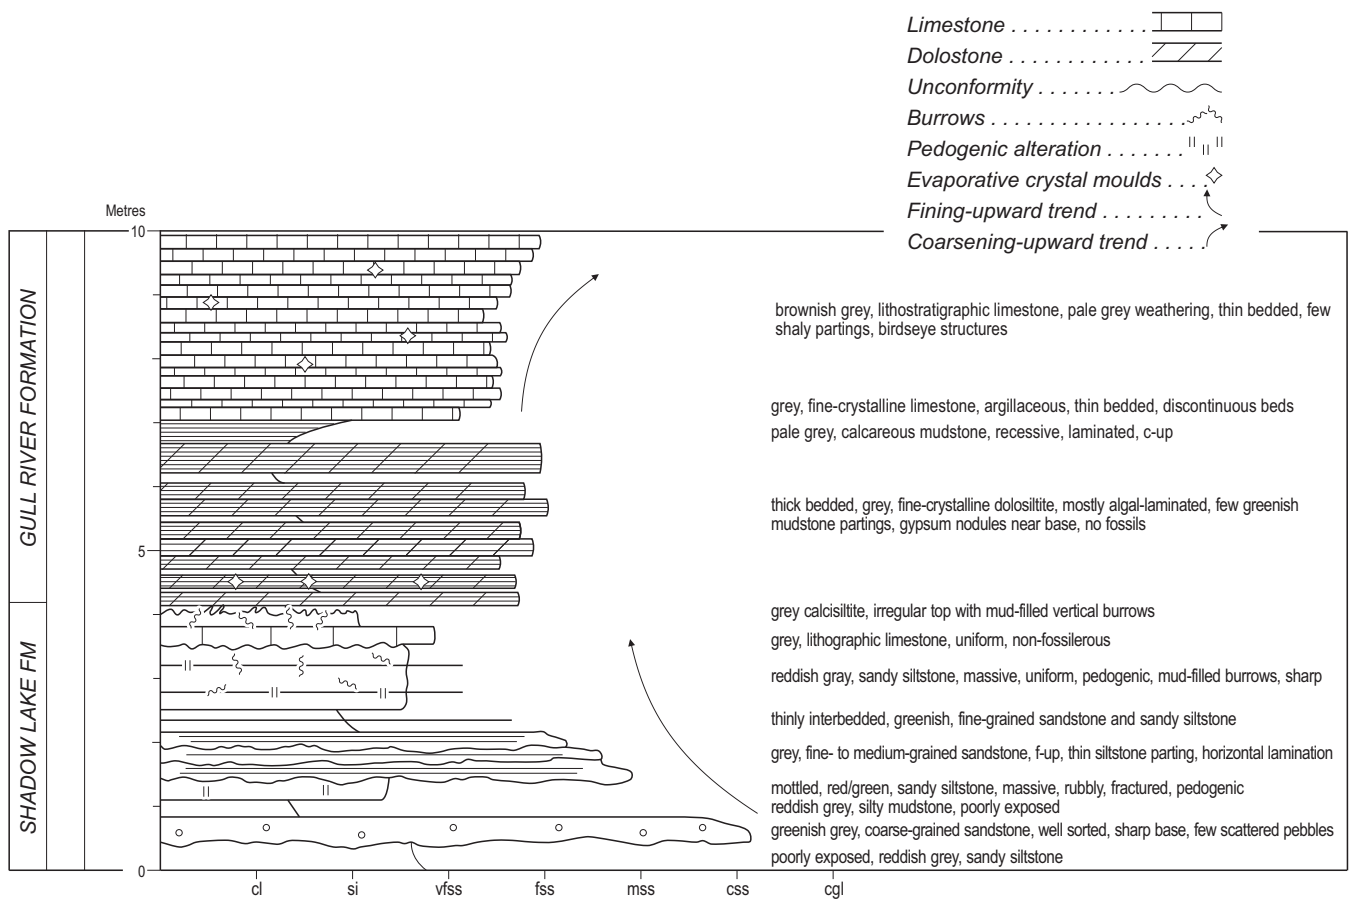 Limestone . . . . . . . . . . . .
Dolostone . . . . . . . . . . . .
Unconformity . . . . . . .
Burrows . . . . . . . . . . . . . . . . .
Pedogenic alteration . . . . . . .
Evaporative crystal moulds . . . .
Fining-upward trend . . . . . . . . .
Coarsening-upward trend . . . . .
Metres
10
GULL RIVER FORMATION
brownish grey, lithostratigraphic limestone, pale grey weathering, thin bedded, few
shaly partings, birdseye structures
grey, fine-crystalline limestone, argillaceous, thin bedded, discontinuous beds
pale grey, calcareous mudstone, recessive, laminated, c-up
thick bedded, grey, fine-crystalline dolosiltite, mostly algal-laminated, few greenish
mudstone partings, gypsum nodules near base, no fossils
5
SHADOW LAKE FM
grey calcisiltite, irregular top with mud-filled vertical burrows
grey, lithographic limestone, uniform, non-fossilerous
reddish gray, sandy siltstone, massive, uniform, pedogenic, mud-filled burrows, sharp
thinly interbedded, greenish, fine-grained sandstone and sandy siltstone
grey, fine- to medium-grained sandstone, f-up, thin siltstone parting, horizontal lamination
mottled, red/green, sandy siltstone, massive, rubbly, fractured, pedogenic
reddish grey, silty mudstone, poorly exposed
greenish grey, coarse-grained sandstone, well sorted, sharp base, few scattered pebbles
poorly exposed, reddish grey, sandy siltstone
0
cl si vfss fss mss css cgl